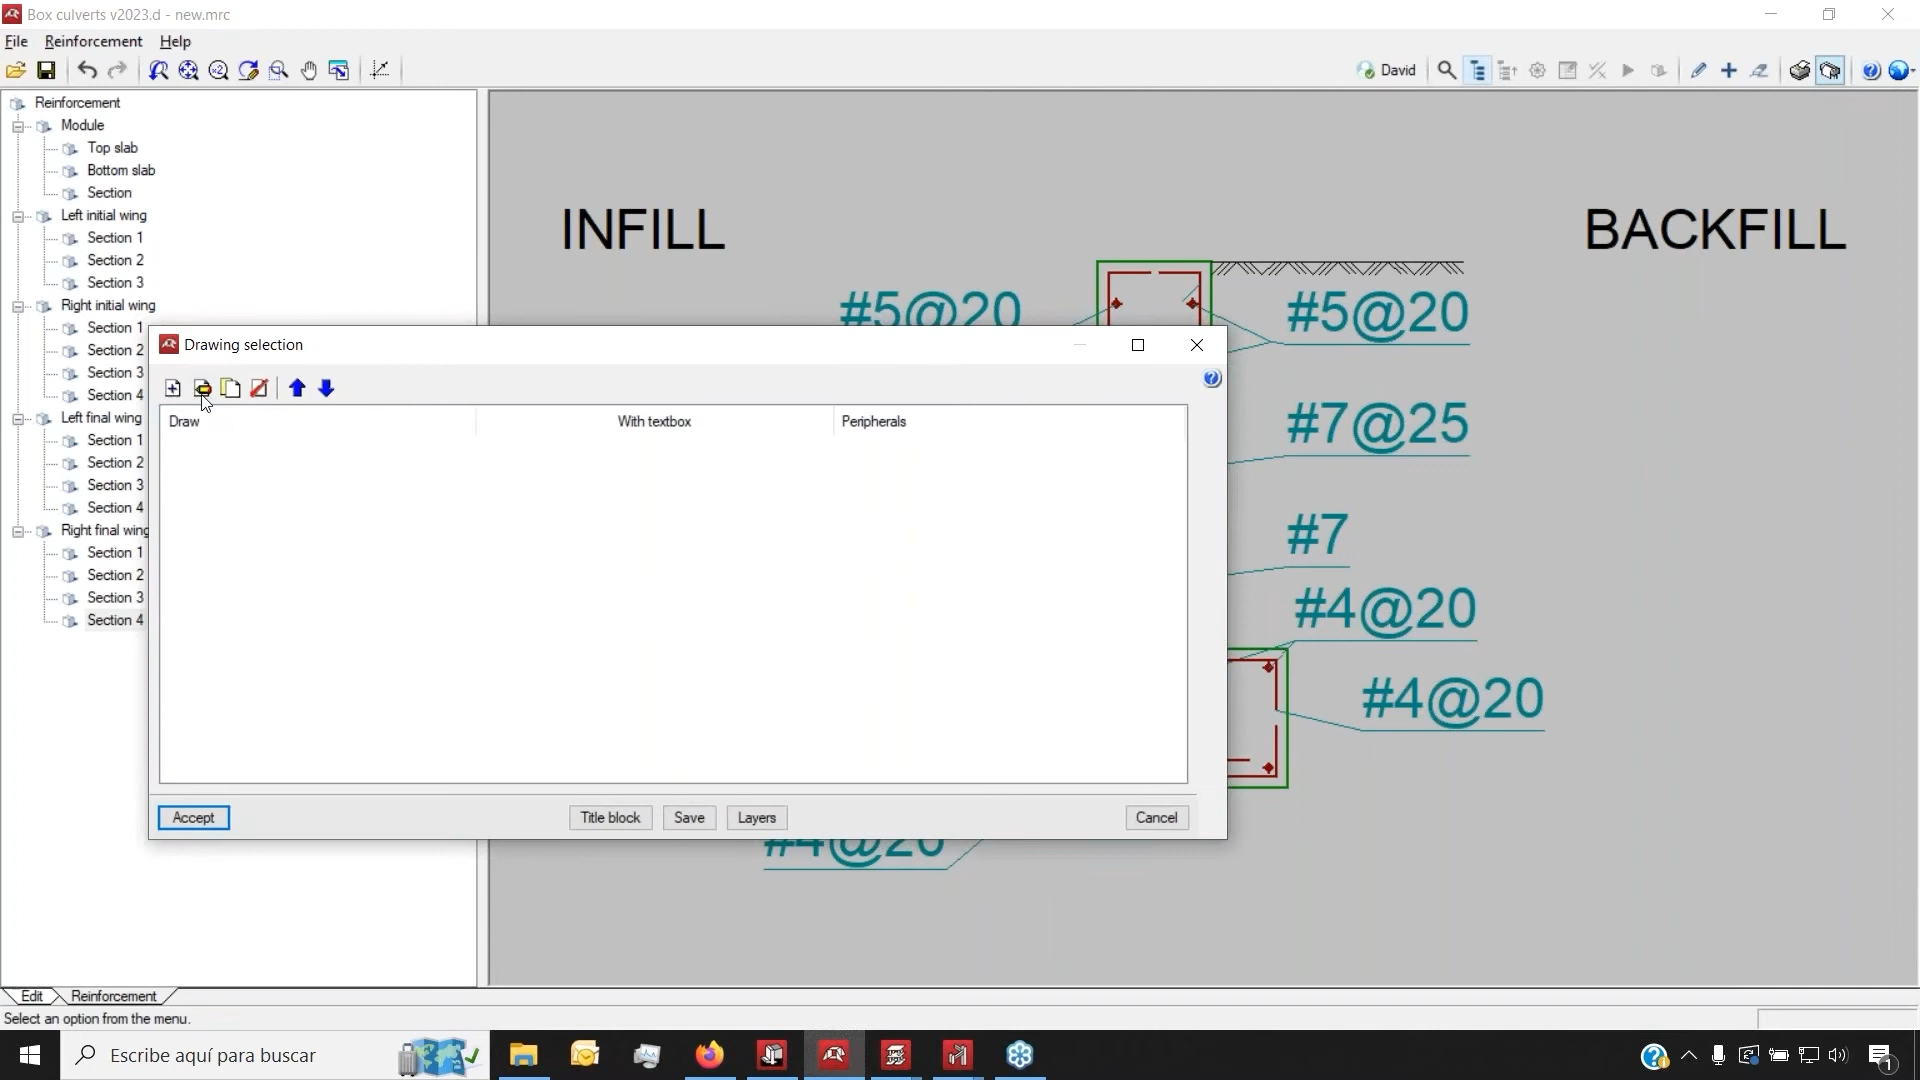 Box culverts v2023.d - new.mrc
File Reinforcement Help
David
Reinforcement
Module
Top slab
Bottom slab
Section
Left initial wing
Section 1
Section 2
Section 3
Right initial wing
Section 1
Section 2
Section 3
Section 4
Left final wing
Section 1
Section 2
Section 3
Section 4
Right final wing
Section 1
Section 2
Section 3
Section 4
INFILL
BACKFILL
#5@20
#5@20
#7@25
#7
#4@20
#4@20
#4@20
Drawing selection
Draw With textbox Peripherals
Accept Title block Save Layers Cancel
Edit Reinforcement
Select an option from the menu.
Escribe aquí para buscar
1